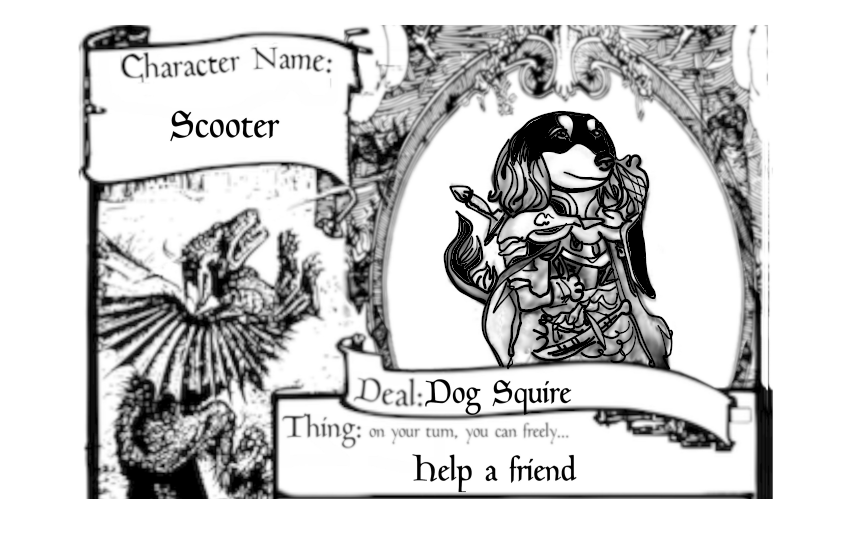 Character Name:
Scooter
Deal:Dog Squire
Thing: on your turn, you can freely...
help a friend